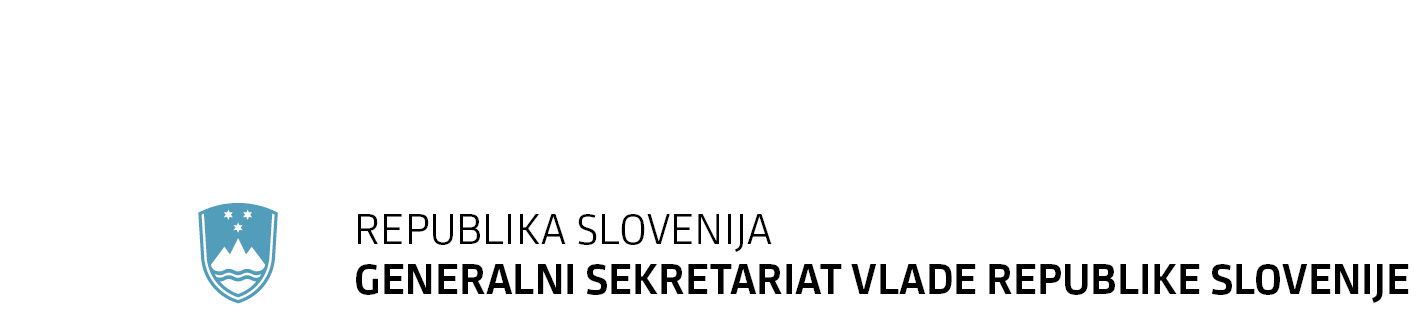 REPUBLIKA SLOVENIJA
GENERALNI SEKRETARIAT VLADE REPUBLIKE SLOVENIJE